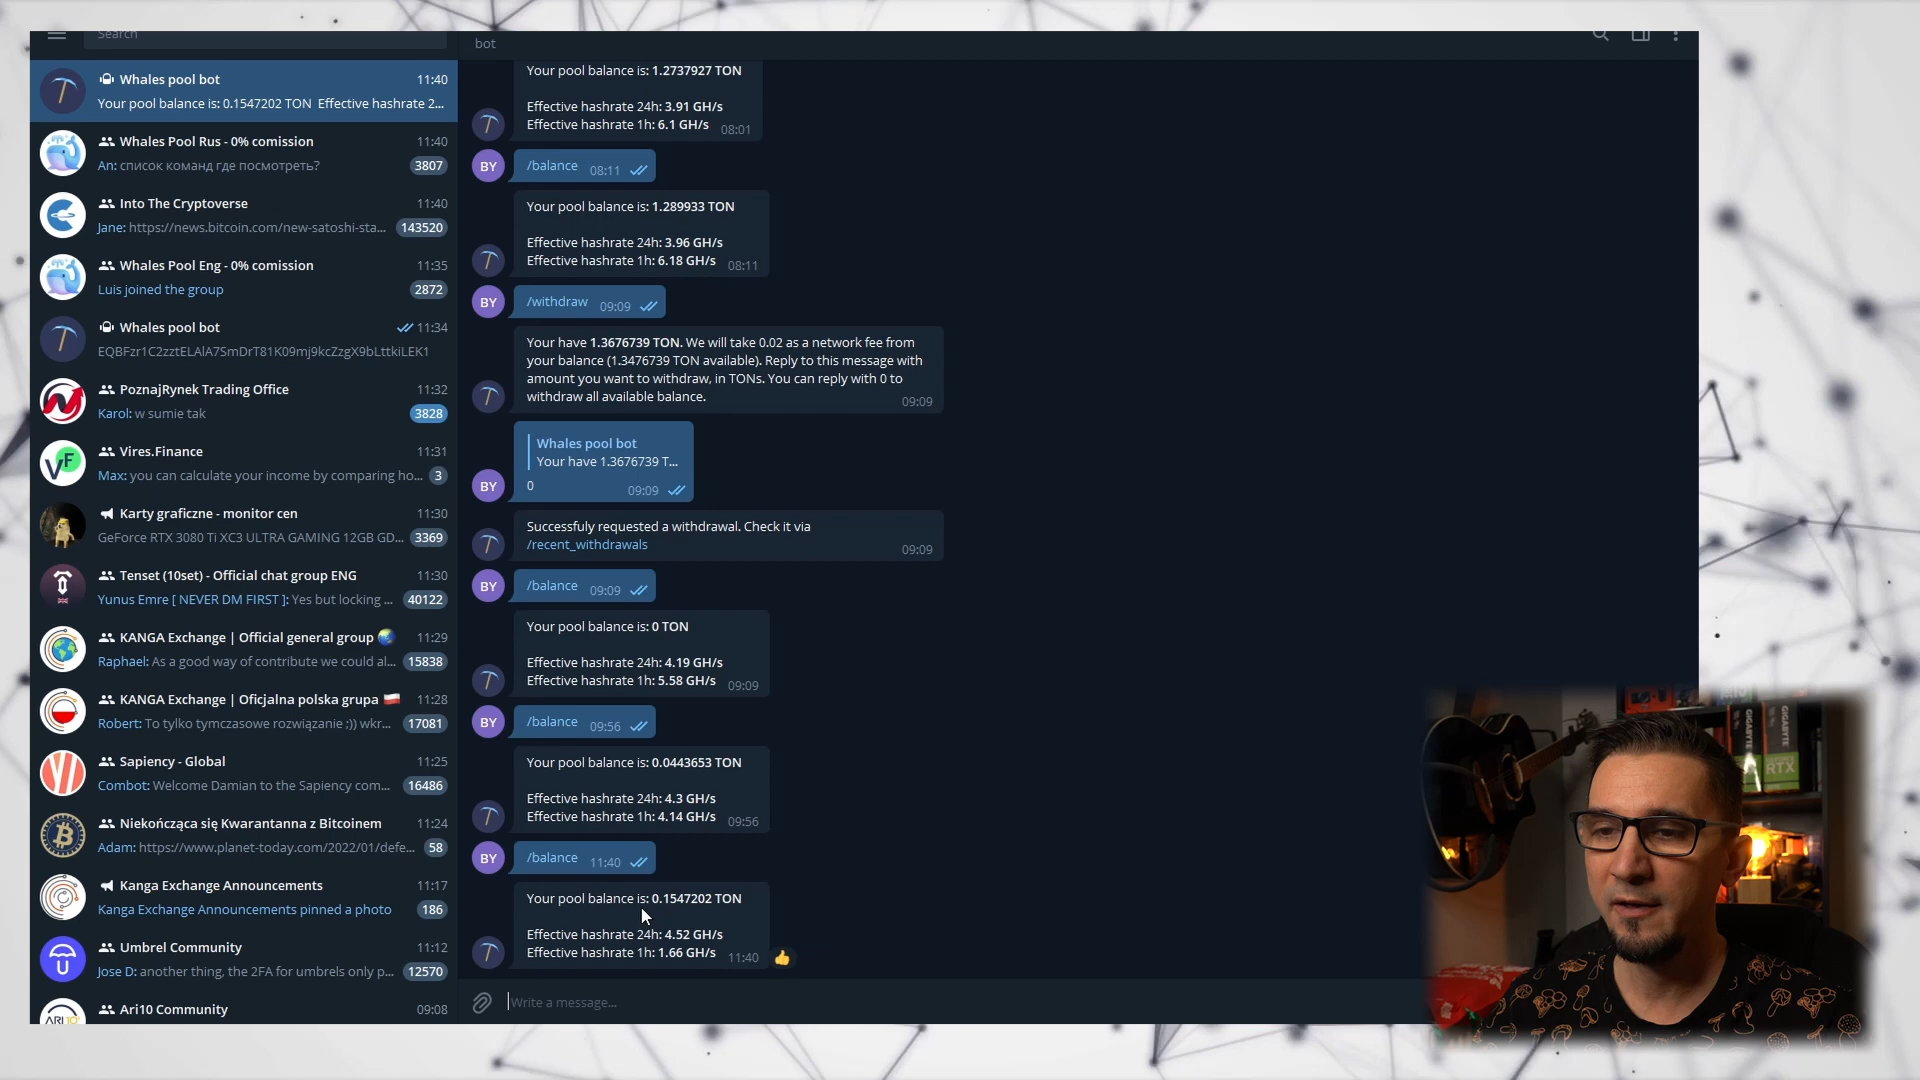 Search
Whales pool bot 11:40
Your pool balance is: 0.1547202 TON Effective hashrate 2...
Whales Pool Rus - 0% comission 11:40
An: список команд где посмотреть? 3807
Into The Cryptoverse 11:40
Jane: https://news.bitcoin.com/new-satoshi-sta... 143520
Whales Pool Eng - 0% comission 11:35
Luis joined the group 2872
Whales pool bot 11:34
EQBFzr1C2zztELAlA7SmDrT81K09mj9kcZzgX9bLttkiLEK1
PoznajRynek Trading Office 11:32
Karol: w sumie tak 3828
Vires.Finance 11:31
Max: you can calculate your income by comparing ho... 3
Karty graficzne - monitor cen 11:30
GeForce RTX 3080 Ti XC3 ULTRA GAMING 12GB GD... 3369
Tenset (10set) - Official chat group ENG 11:30
Yunus Emre [ NEVER DM FIRST ]: Yes but locking ... 40122
KANGA Exchange | Official general group 🌏 11:29
Raphael: As a good way of contribute we could al... 15838
KANGA Exchange | Oficjalna polska grupa 🇵🇱 11:28
Robert: To tylko tymczasowe rozwiązanie ;)) wkr... 17081
Sapiency - Global 11:25
Combot: Welcome Damian to the Sapiency com... 16486
Niekończąca się Kwarantanna z Bitcoinem 11:24
Adam: https://www.planet-today.com/2022/01/defe... 58
Kanga Exchange Announcements 11:17
Kanga Exchange Announcements pinned a photo 186
Umbrel Community 11:12
Jose D: another thing, the 2FA for umbrels only p... 12570
Ari10 Community 09:08
ARI10
bot
Your pool balance is: 1.2737927 TON
Effective hashrate 24h: 3.91 GH/s
Effective hashrate 1h: 6.1 GH/s 08:01
BY /balance 08:11
Your pool balance is: 1.289933 TON
Effective hashrate 24h: 3.96 GH/s
Effective hashrate 1h: 6.18 GH/s 08:11
BY /withdraw 09:09
Your have 1.3676739 TON. We will take 0.02 as a network fee from
your balance (1.3476739 TON available). Reply to this message with
amount you want to withdraw, in TONs. You can reply with 0 to
withdraw all available balance. 09:09
Whales pool bot
Your have 1.3676739 T...
BY 0 09:09
Successfuly requested a withdrawal. Check it via
/recent_withdrawals 09:09
BY /balance 09:09
Your pool balance is: 0 TON
Effective hashrate 24h: 4.19 GH/s
Effective hashrate 1h: 5.58 GH/s 09:09
BY /balance 09:56
Your pool balance is: 0.0443653 TON
Effective hashrate 24h: 4.3 GH/s
Effective hashrate 1h: 4.14 GH/s 09:56
BY /balance 11:40
Your pool balance is: 0.1547202 TON
Effective hashrate 24h: 4.52 GH/s
Effective hashrate 1h: 1.66 GH/s 11:40 👍
Write a message...
GIGABYTE
GIGABYTE
RTX